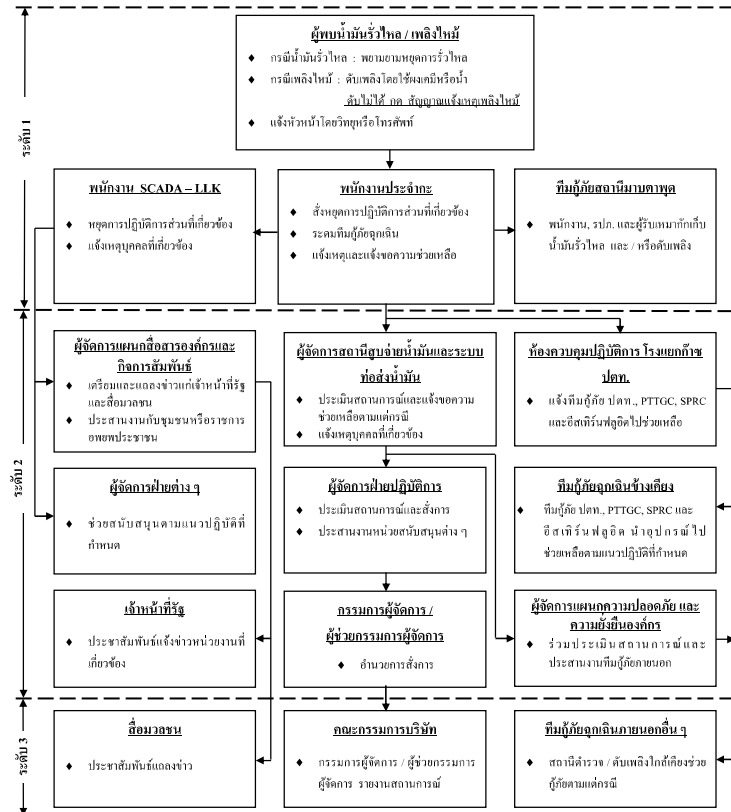 ผู้พบน้ำมันรั่วไหล / เพลิงไหม้
♦ กรณีน้ำมันรั่วไหล : พยายามหยุดการรั่วไหล
♦ กรณีเพลิงไหม้ : ดับเพลิงโดยใช้ผงเคมีหรือน้ำ
ดับไม่ได้ กด สัญญาณแจ้งเหตุเพลิงไหม้
♦ แจ้งหัวหน้าโดยวิทยุหรือโทรศัพท์
ระดับ 1
พนักงาน SCADA – LLK
♦ หยุดการปฏิบัติการส่วนที่เกี่ยวข้อง
♦ แจ้งเหตุบุคคลที่เกี่ยวข้อง
พนักงานประจำกะ
♦ สั่งหยุดการปฏิบัติการส่วนที่เกี่ยวข้อง
♦ ระดมทีมกู้ภัยฉุกเฉิน
♦ แจ้งเหตุและแจ้งขอความช่วยเหลือ
ทีมกู้ภัยสถานีมาบตาพุด
♦ พนักงาน, รปภ. และผู้รับเหมากักเก็บ
น้ำมันรั่วไหล และ / หรือดับเพลิง
ระดับ 2
ผู้จัดการแผนกสื่อสารองค์กรและ
กิจการสัมพันธ์
♦ เตรียมและแถลงข่าวแก่เจ้าหน้าที่รัฐ
และสื่อมวลชน
♦ ประสานงานกับชุมชนหรือราชการ
อพยพประชาชน
ผู้จัดการสถานีสูบจ่ายน้ำมันและระบบ
ท่อส่งน้ำมัน
♦ ประเมินสถานการณ์และแจ้งขอความ
ช่วยเหลือตามแต่กรณี
♦ แจ้งเหตุบุคคลที่เกี่ยวข้อง
ห้องควบคุมปฏิบัติการ โรงแยกก๊าซ
ปตท.
♦ แจ้งทีมกู้ภัย ปตท., PTTGC, SPRC
และอีสเทิร์นฟลูอิดไปช่วยเหลือ
ผู้จัดการฝ่ายต่าง ๆ
♦ ช่วยสนับสนุนตามแนวปฏิบัติที่
กำหนด
ผู้จัดการฝ่ายปฏิบัติการ
♦ ประเมินสถานการณ์และสั่งการ
♦ ประสานงานหน่วยสนับสนุนต่าง ๆ
ทีมกู้ภัยฉุกเฉินข้างเคียง
♦ ทีมกู้ภัย ปตท., PTTGC, SPRC และ
อีสเทิร์นฟลูอิด นำอุปกรณ์ไป
ช่วยเหลือตามแนวปฏิบัติที่กำหนด
เจ้าหน้าที่รัฐ
♦ ประชาสัมพันธ์แจ้งข่าวหน่วยงานที่
เกี่ยวข้อง
กรรมการผู้จัดการ /
ผู้ช่วยกรรมการผู้จัดการ
♦ อำนวยการสั่งการ
ผู้จัดการแผนกความปลอดภัย และ
ความยั่งยืนองค์กร
♦ ร่วมประเมินสถานการณ์และ
ประสานงานทีมกู้ภัยภายนอก
ระดับ 3
สื่อมวลชน
♦ ประชาสัมพันธ์แถลงข่าว
คณะกรรมการบริษัท
♦ กรรมการผู้จัดการ / ผู้ช่วยกรรมการ
ผู้จัดการ รายงานสถานการณ์
ทีมกู้ภัยฉุกเฉินภายนอกอื่น ๆ
♦ สถานีตำรวจ / ดับเพลิงใกล้เคียงช่วย
กู้ภัยตามแต่กรณี